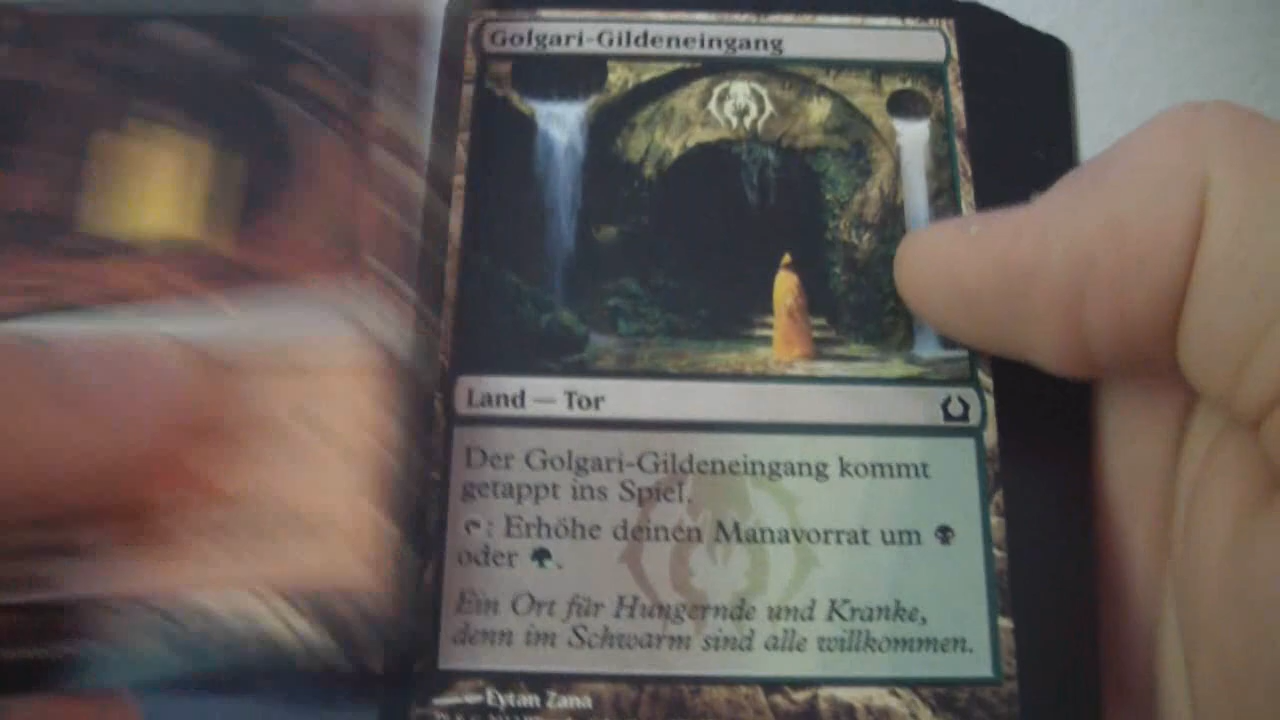 Golgari-Gildeneingang
Land — Tor
Der Golgari-Gildeneingang kommt
getappt ins Spiel.
: Erhöhe deinen Manavorrat um
oder .
Ein Ort für Hungernde und Kranke,
denn im Schwarm sind alle willkommen.
Eytan Zana